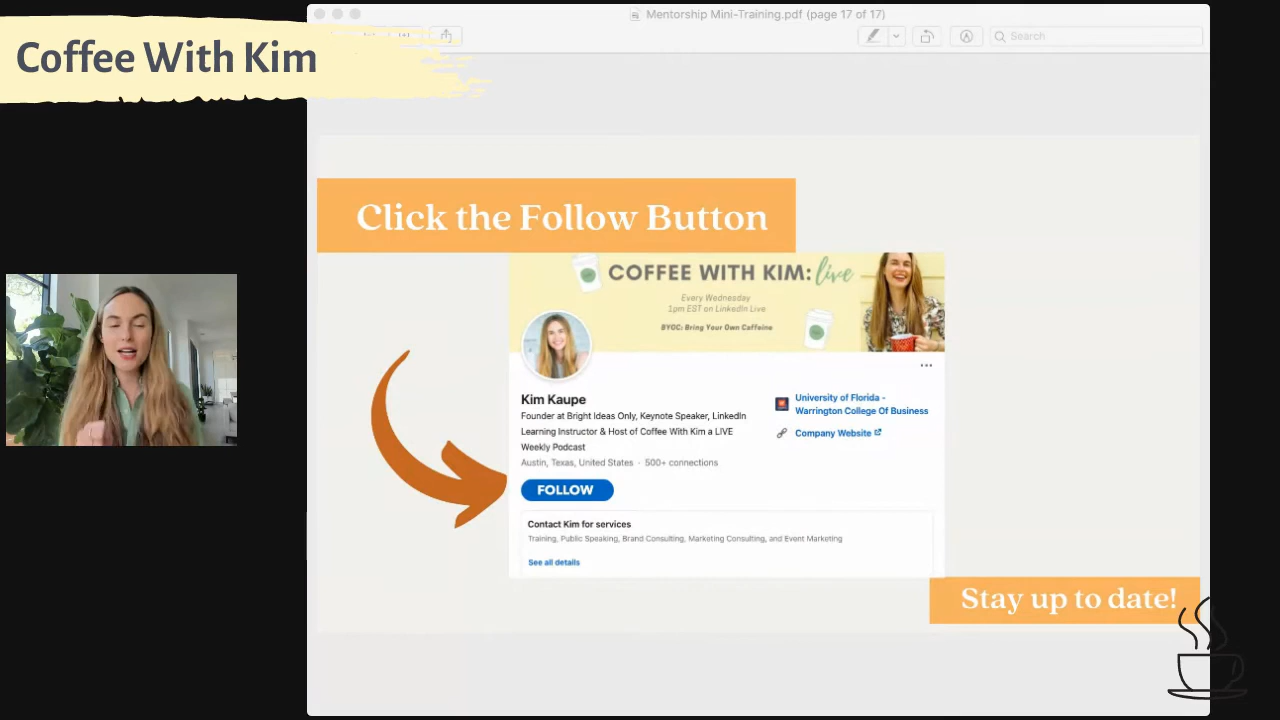 Mentorship Mini-Training.pdf (page 17 of 17)
Search
Coffee With Kim
Click the Follow Button
COFFEE WITH KIM: live
Every Wednesday
1pm EST on LinkedIn Live
BYOC: Bring Your Own Caffeine
Kim Kaupe
Founder at Bright Ideas Only, Keynote Speaker, LinkedIn
Learning Instructor & Host of Coffee With Kim a LIVE
Weekly Podcast
Austin, Texas, United States · 500+ connections
University of Florida -
Warrington College Of Business
Company Website
FOLLOW
Contact Kim for services
Training, Public Speaking, Brand Consulting, Marketing Consulting, and Event Marketing
See all details
Stay up to date!